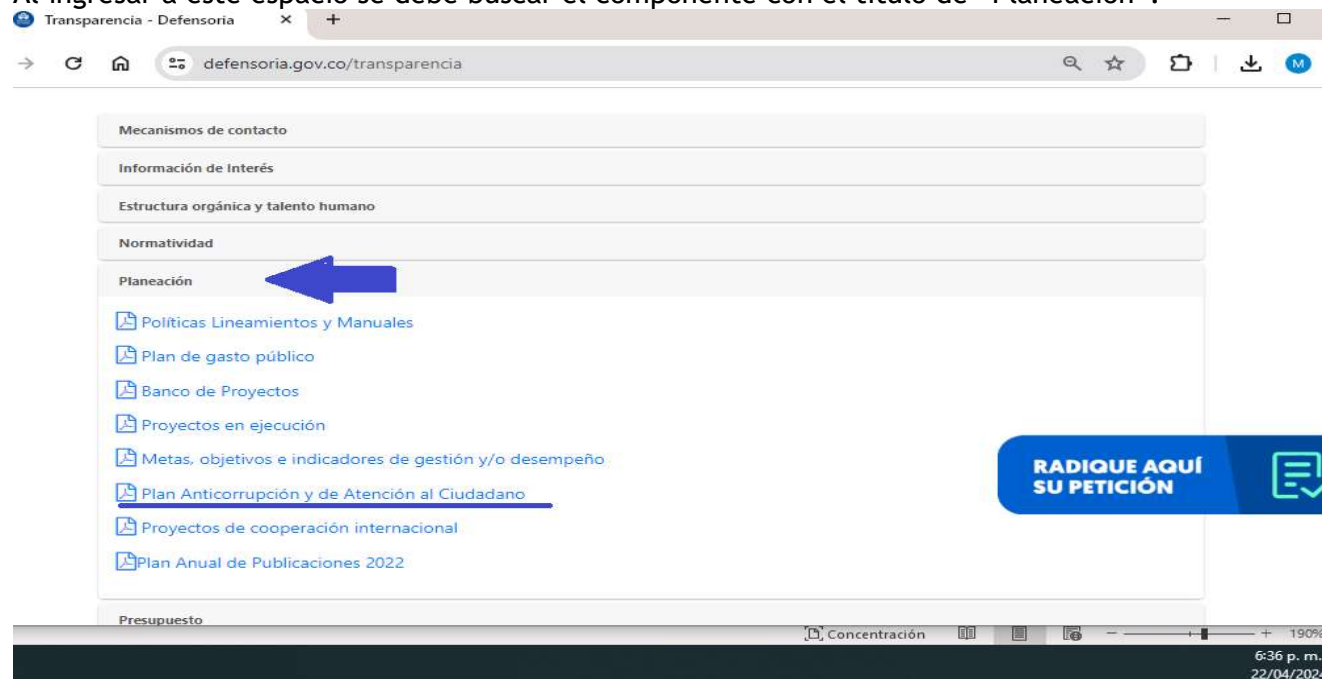 Al ingresar a este espacio se debe buscar el componente con el título de "Planeación".
Transparencia - Defensoria
defensoria.gov.co/transparencia
M
Mecanismos de contacto
Información de Interés
Estructura orgánica y talento humano
Normatividad
Planeación
Políticas Lineamientos y Manuales
Plan de gasto público
Banco de Proyectos
Proyectos en ejecución
Metas, objetivos e indicadores de gestión y/o desempeño
RADIQUE AQUÍ
SU PETICIÓN
Plan Anticorrupción y de Atención al Ciudadano
Proyectos de cooperación internacional
Plan Anual de Publicaciones 2022
Presupuesto
Concentración
190%
6:36 p. m.
22/04/202